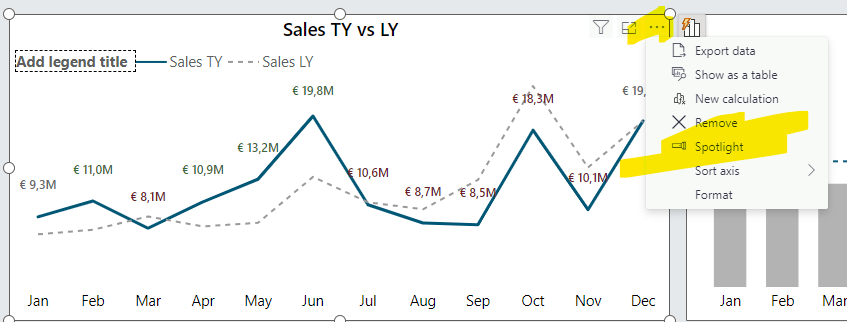 Sales TY vs LY
Add legend title Sales TY Sales LY
Export data
Show as a table
New calculation
Remove
Spotlight
Sort axis
Format
€ 9,3M
€ 11,0M
€ 8,1M
€ 10,9M
€ 13,2M
€ 19,8M
€ 10,6M
€ 8,7M
€ 8,5M
€ 18,3M
€ 10,1M
€ 19,
Jan Feb Mar Apr May Jun Jul Aug Sep Oct Nov Dec
Jan Feb Mar